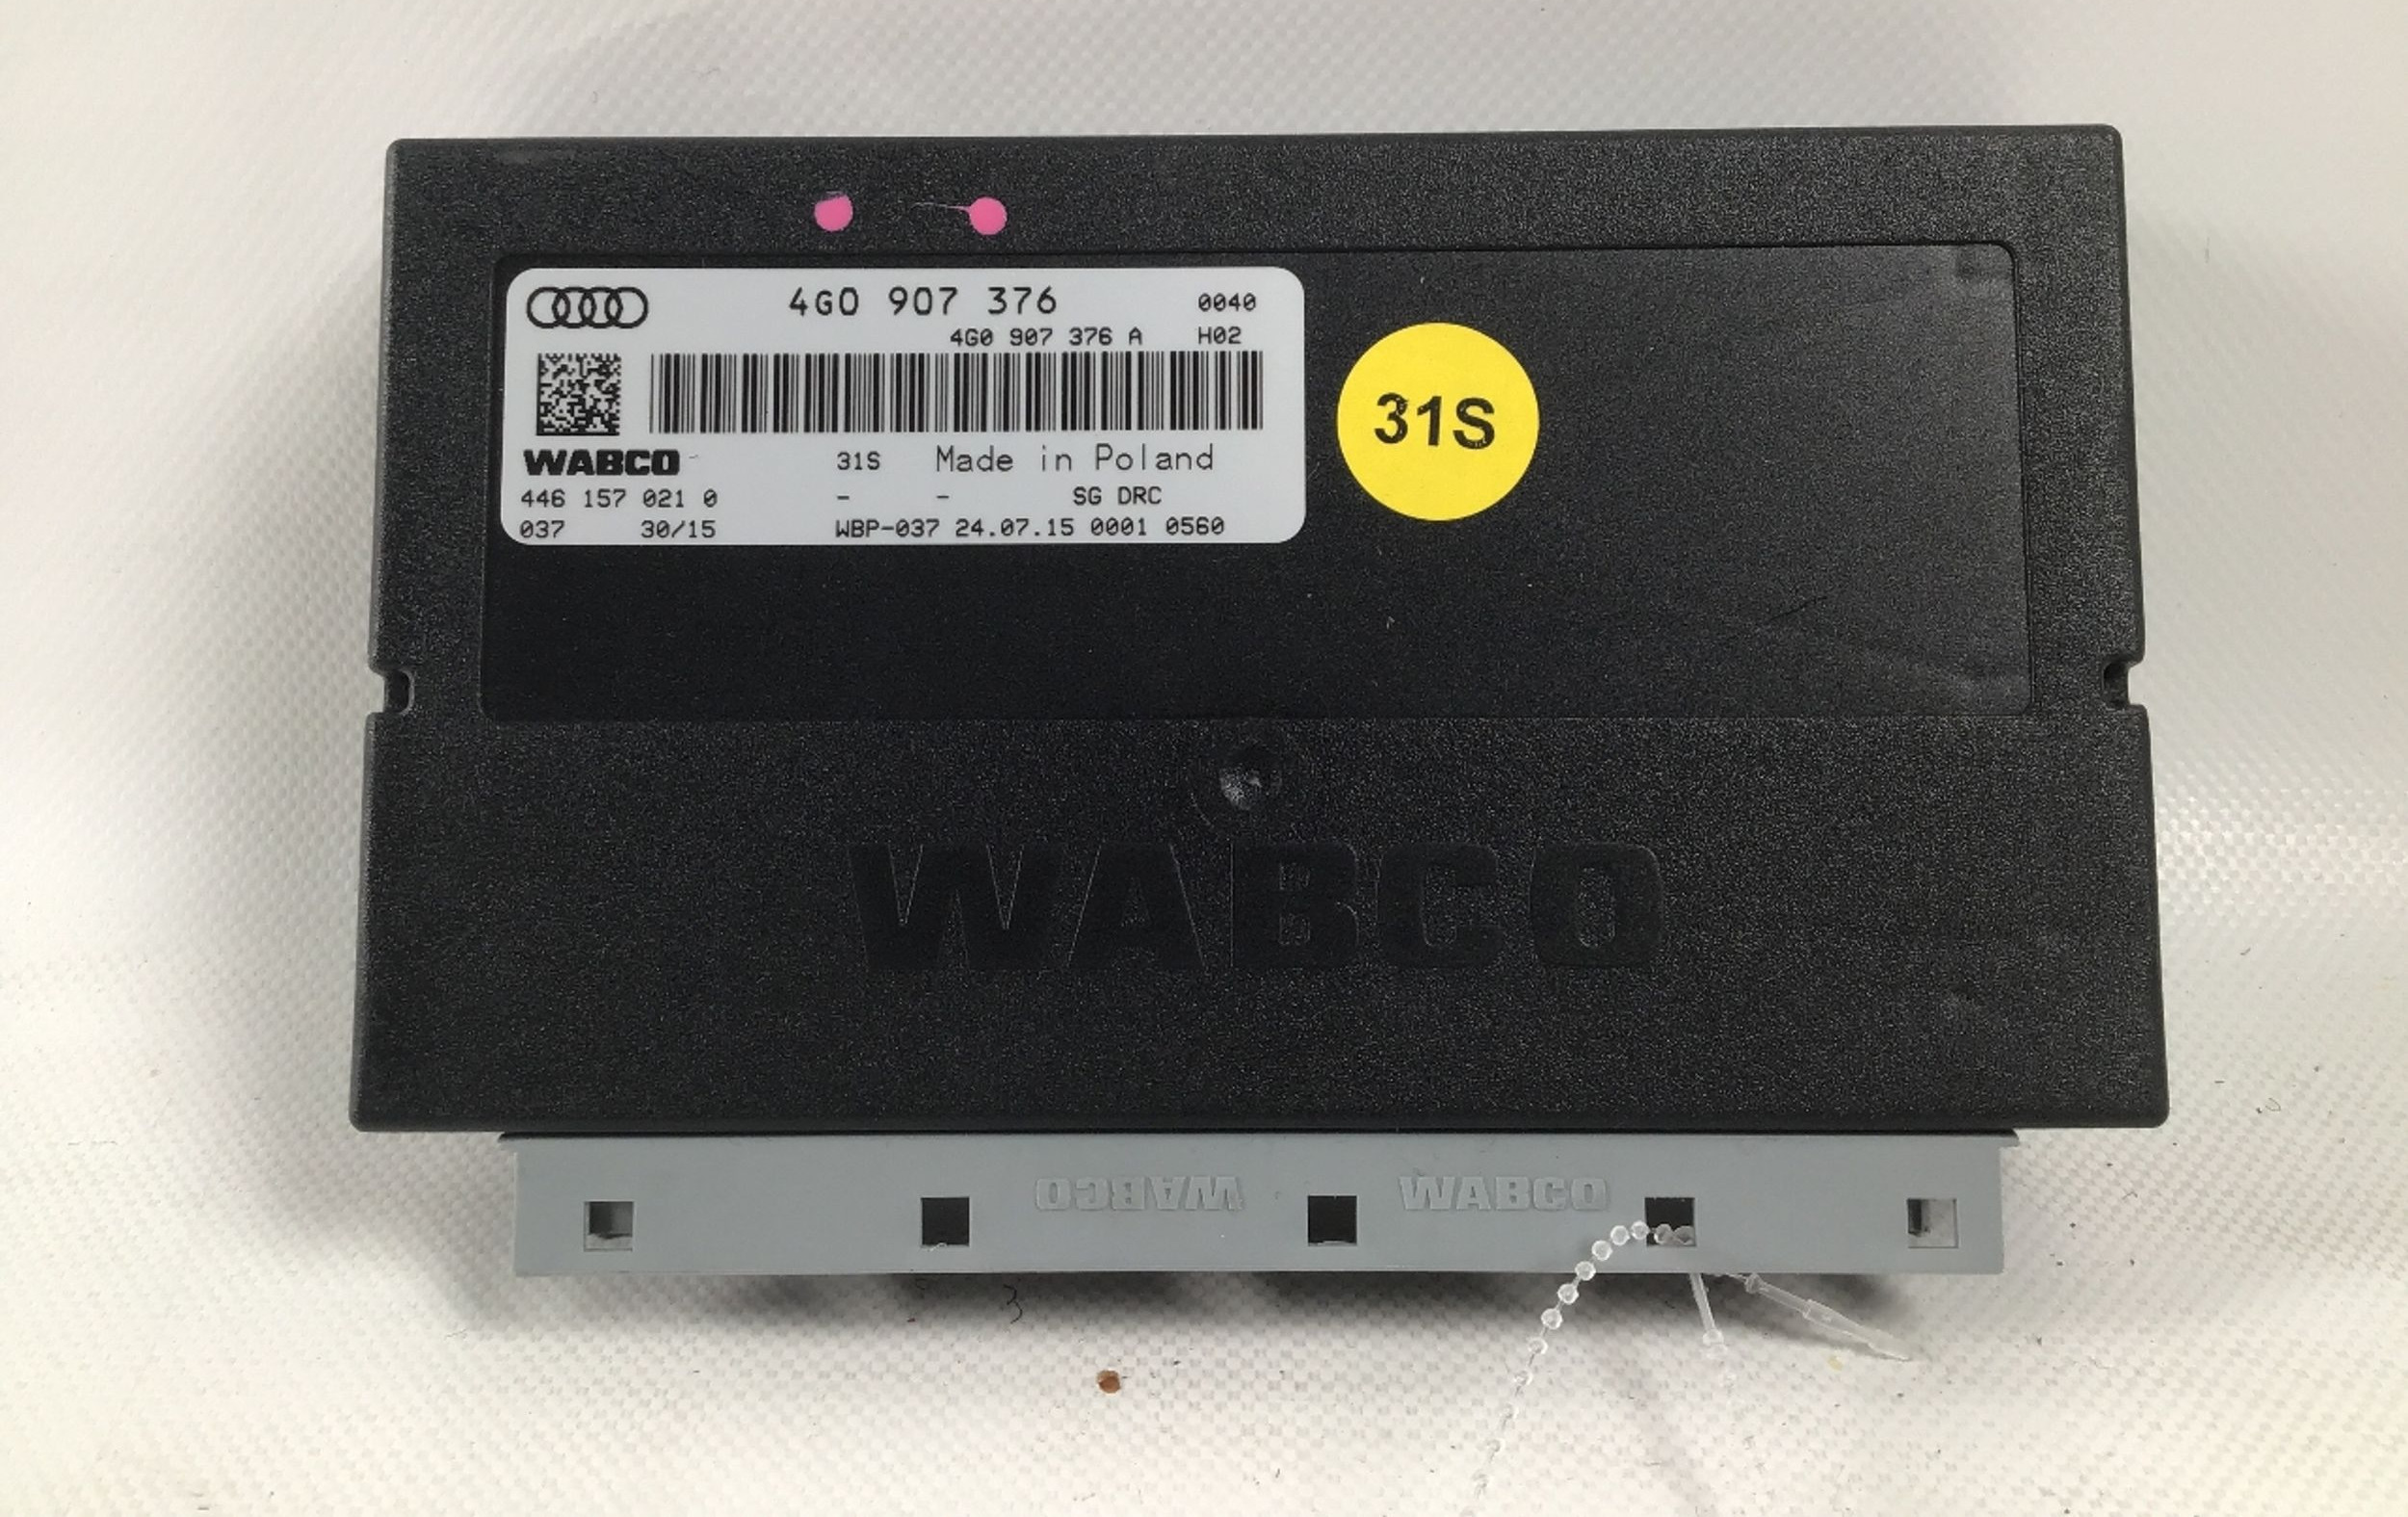 4G0 907 376 0040
4G0 907 376 A H02
WABCO 31S Made in Poland
446 157 021 0 - - SG DRC
037 30/15 WBP-037 24.07.15 0001 0560
31S
WABCO
WABCO WABCO